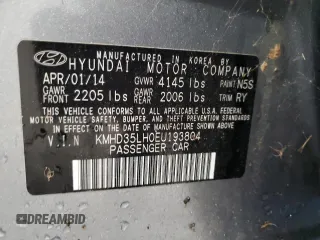 MANUFACTURED IN KOREA BY
HYUNDAI MOTOR COMPANY
APR/01/14 GVWR 4145 lbs PAINT N5S
GAWR FRONT 2205 lbs GAWR REAR 2006 lbs TRIM RY
THIS VEHICLE CONFORMS TO ALL APPLICABLE
U.S. FEDERAL MOTOR VEHICLE SAFETY, BUMPER,
AND THEFT PREVENTION STANDARDS IN EFFECT ON
THE DATE OF MANUFACTURE SHOWN ABOVE.
V.I.N KMHD35LH0EU193804
PASSENGER CAR